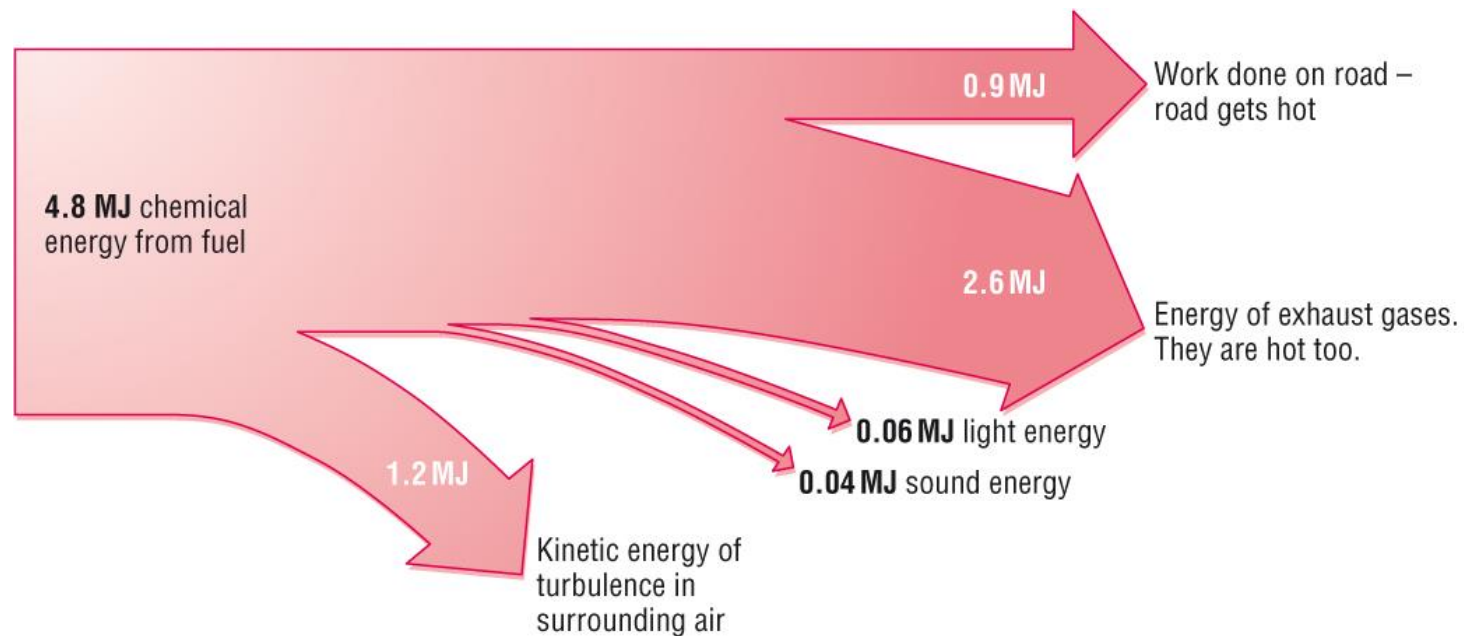 0.9 MJ
Work done on road –
road gets hot
4.8 MJ chemical
energy from fuel
2.6 MJ
Energy of exhaust gases.
They are hot too.
0.06 MJ light energy
0.04 MJ sound energy
1.2 MJ
Kinetic energy of
turbulence in
surrounding air